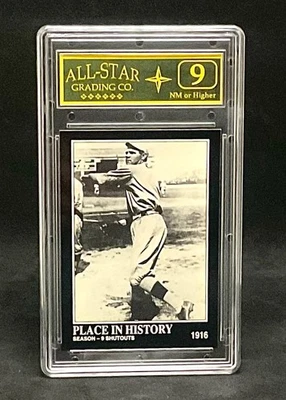 ALL-STAR
GRADING CO.
9
NM or Higher
PLACE IN HISTORY
SEASON - 9 SHUTOUTS
1916